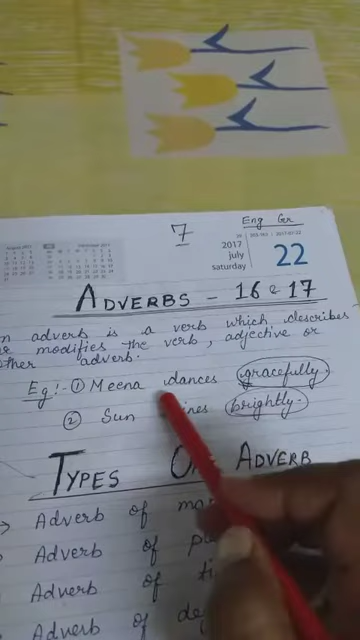 7
Eng Gr
2017
july
saturday
22
ADVERBS - 16 & 17
adverb is a verb which describes
modifies the verb, adjective or
other adverb.
Eg:- ① Meena dances gracefully.
② Sun brightly.
TYPES ADVERB
Adverb of
Adverb of
Adverb of
Adverb of